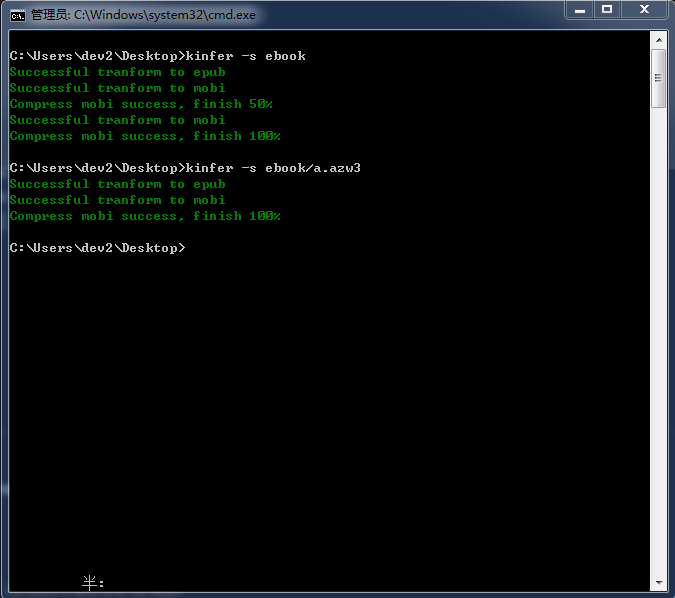 管理员: C:\Windows\system32\cmd.exe
C:\Users\dev2\Desktop>kinfer -s ebook
Successful tranform to epub
Successful tranform to mobi
Compress mobi success, finish 50%
Successful tranform to mobi
Compress mobi success, finish 100%
C:\Users\dev2\Desktop>kinfer -s ebook/a.azw3
Successful tranform to epub
Successful tranform to mobi
Compress mobi success, finish 100%
C:\Users\dev2\Desktop>
半: